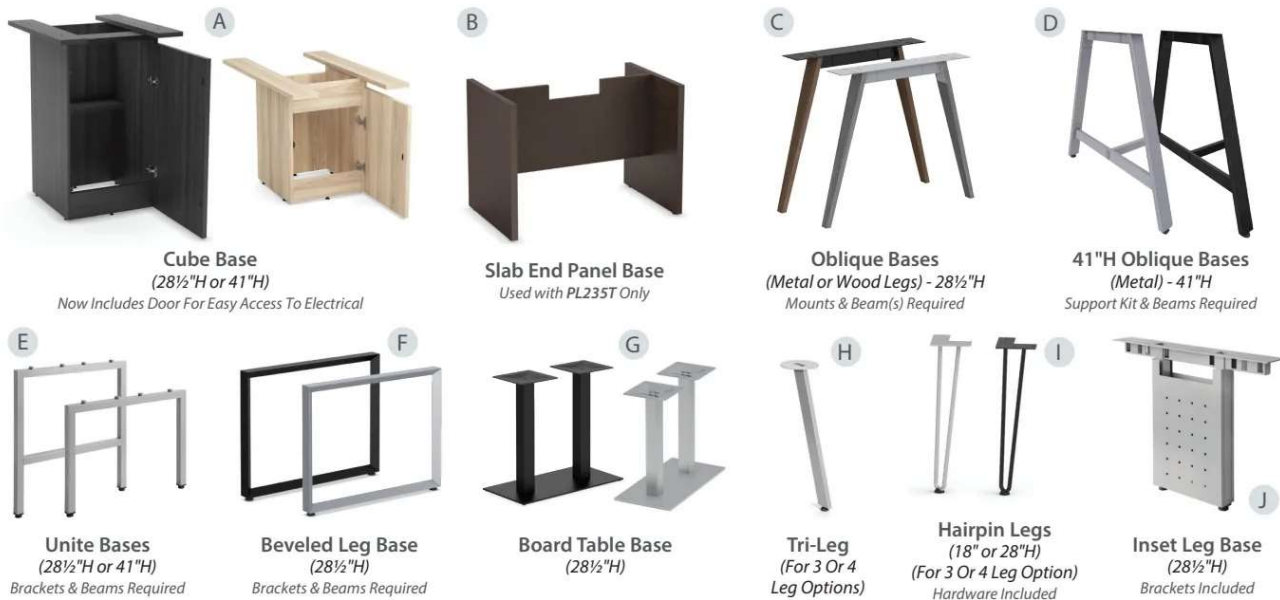 A
Cube Base
(28½"H or 41"H)
Now Includes Door For Easy Access To Electrical
B
Slab End Panel Base
Used with PL235T Only
C
Oblique Bases
(Metal or Wood Legs) - 28½"H
Mounts & Beam(s) Required
D
41"H Oblique Bases
(Metal) - 41"H
Support Kit & Beams Required
E
Unite Bases
(28½"H or 41"H)
Brackets & Beams Required
F
Beveled Leg Base
(28½"H)
Brackets & Beams Required
G
Board Table Base
(28½"H)
H
Tri-Leg
(For 3 Or 4
Leg Options)
I
Hairpin Legs
(18" or 28"H)
(For 3 Or 4 Leg Option)
Hardware Included
J
Inset Leg Base
(28½"H)
Brackets Included